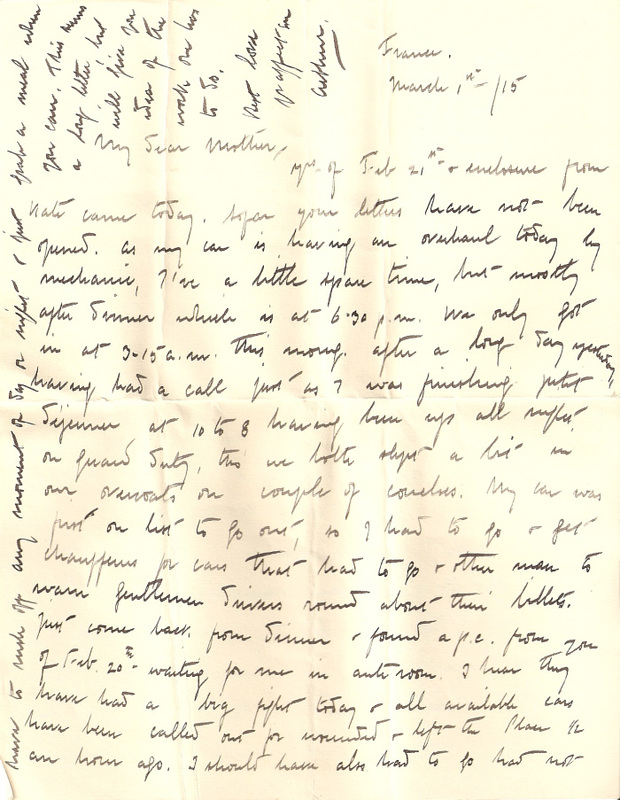 France.
March 1st /15
My Dear Mother,
yrs of Feb 21st & enclosure from
Kate came today. So far your letters have not been
opened. As my car is having an overhaul today by
mechanic, I've a little spare time, but mostly
after dinner which is at 6.30 p.m. We only got
in at 3.15 a.m. this morng. after a long day yesterday,
having had a call just as I was finishing petit
dejeuner at 10 to 8 having been up all night
on guard duty, tho we both slept a bit in
our overcoats on couple of couches. My car was
first on list to go out, so I had to go & get
chauffeurs for cars that had to go & other man to
warn gentlemen drivers round about their billets.
Just come back from dinner & found a p.c. from you
of Feb. 20th waiting for me in ante room. I hear they
have had a big fight today & all available cars
have been called out for wounded & left the place ½
an hour ago. I should have also had to go had not
have to rush off any moment of day or night & just
snatch a meal when
you can. This seems
a long letter, but
will give you
idea of the
work one has
to do.
Best love
Yr affect. son
Arthur